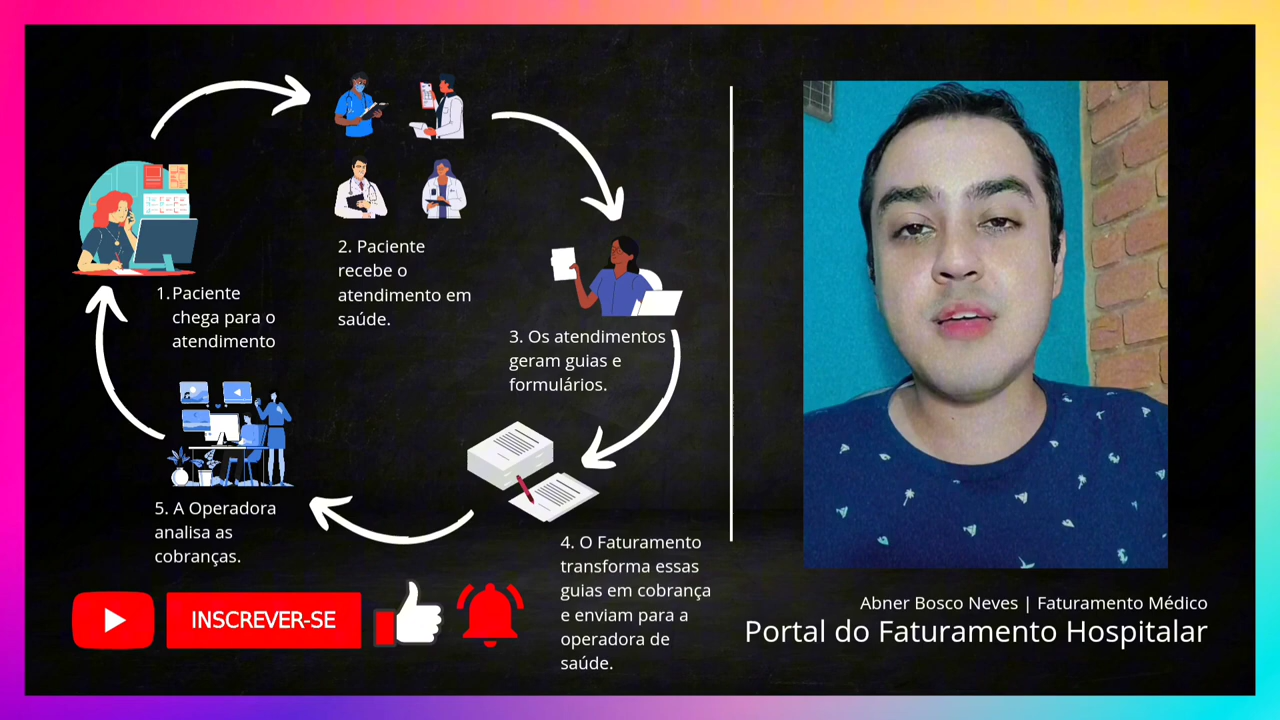 1.Paciente
chega para o
atendimento
2. Paciente
recebe o
atendimento em
saúde.
3. Os atendimentos
geram guias e
formulários.
4. O Faturamento
transforma essas
guias em cobrança
e enviam para a
operadora de
saúde.
5. A Operadora
analisa as
cobranças.
INSCREVER-SE
Abner Bosco Neves | Faturamento Médico
Portal do Faturamento Hospitalar